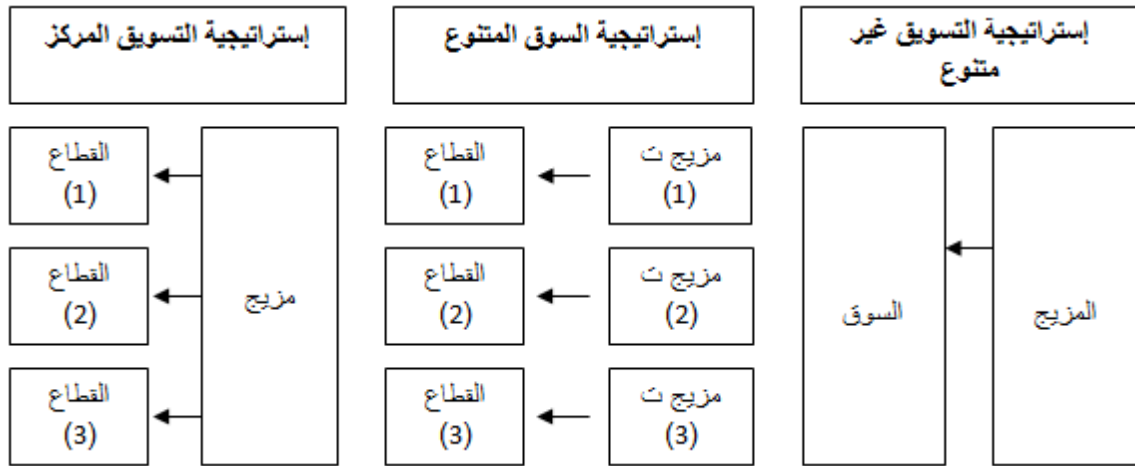 إستراتيجية التسويق غير
متنوع
المزيج
السوق
إستراتيجية السوق المتنوع
مزيج ت
(1)
القطاع
(1)
مزيج ت
(2)
القطاع
(2)
مزيج ت
(3)
القطاع
(3)
إستراتيجية التسويق المركز
مزيج
القطاع
(1)
القطاع
(2)
القطاع
(3)